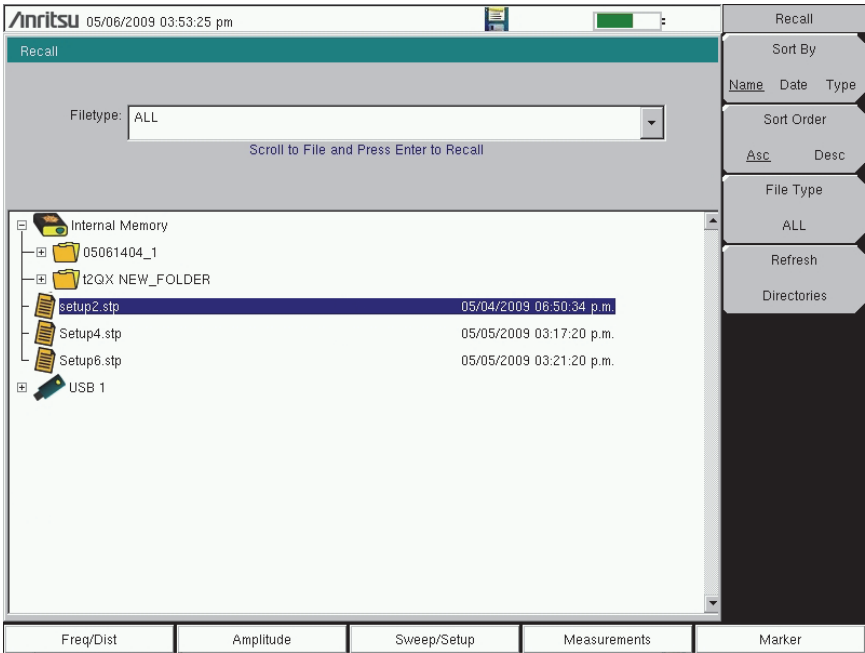 Anritsu 05/06/2009 03:53:25 pm
Recall
Filetype: ALL
Scroll to File and Press Enter to Recall
Internal Memory
05061404_1
t2QX NEW_FOLDER
setup2.stp 05/04/2009 06:50:34 p.m.
Setup4.stp 05/05/2009 03:17:20 p.m.
Setup6.stp 05/05/2009 03:21:20 p.m.
USB 1
Recall
Sort By
Name Date Type
Sort Order
Asc Desc
File Type
ALL
Refresh
Directories
Freq/Dist Amplitude Sweep/Setup Measurements Marker